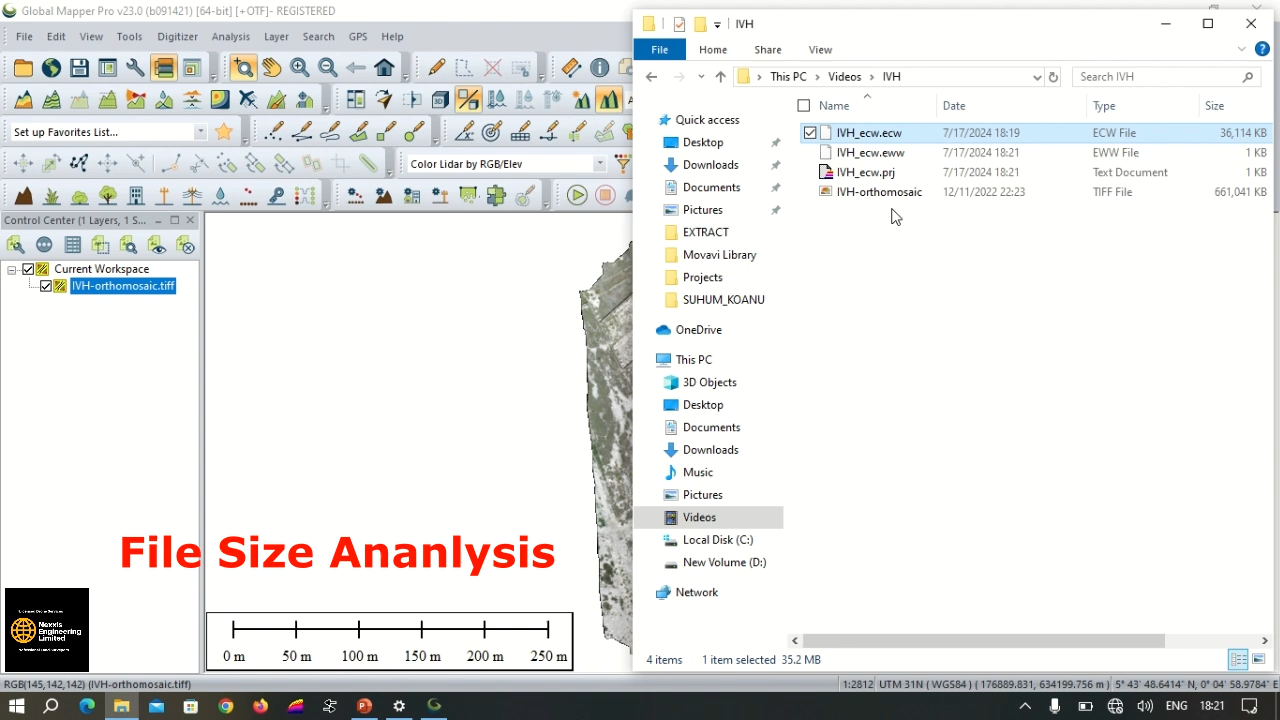 Global Mapper Pro v23.0 (b091421) [64-bit] [+OTF]- REGISTERED
File Edit View Tools Digitizer Analysis Layer Search GPS Help
Set up Favorites List...
Color Lidar by RGB/Elev
Control Center (1 Layers, 1 S...
Current Workspace
IVH-orthomosaic.tiff
File Size Ananlysis
Nexxis
Engineering
Limited
0 m 50 m 100 m 150 m 200 m 250 m
RGB(145,142,142) (IVH-orthomosaic.tiff)
IVH
File Home Share View
This PC Videos IVH
Search IVH
Name Date Type Size
IVH_ecw.ecw 7/17/2024 18:19 ECW File 36,114 KB
IVH_ecw.eww 7/17/2024 18:21 EWW File 1 KB
IVH_ecw.prj 7/17/2024 18:21 Text Document 1 KB
IVH-orthomosaic 12/11/2022 22:23 TIFF File 661,041 KB
Quick access
Desktop
Downloads
Documents
Pictures
EXTRACT
Movavi Library
Projects
SUHUM_KOANU
OneDrive
This PC
3D Objects
Desktop
Documents
Downloads
Music
Pictures
Videos
Local Disk (C:)
New Volume (D:)
Network
4 items 1 item selected 35.2 MB
1:2812 UTM 31N ( WGS84 ) ( 176889.831, 634199.756 m ) 5° 43' 48.6414" N, 0° 04' 58.9784" E
ENG 18:21